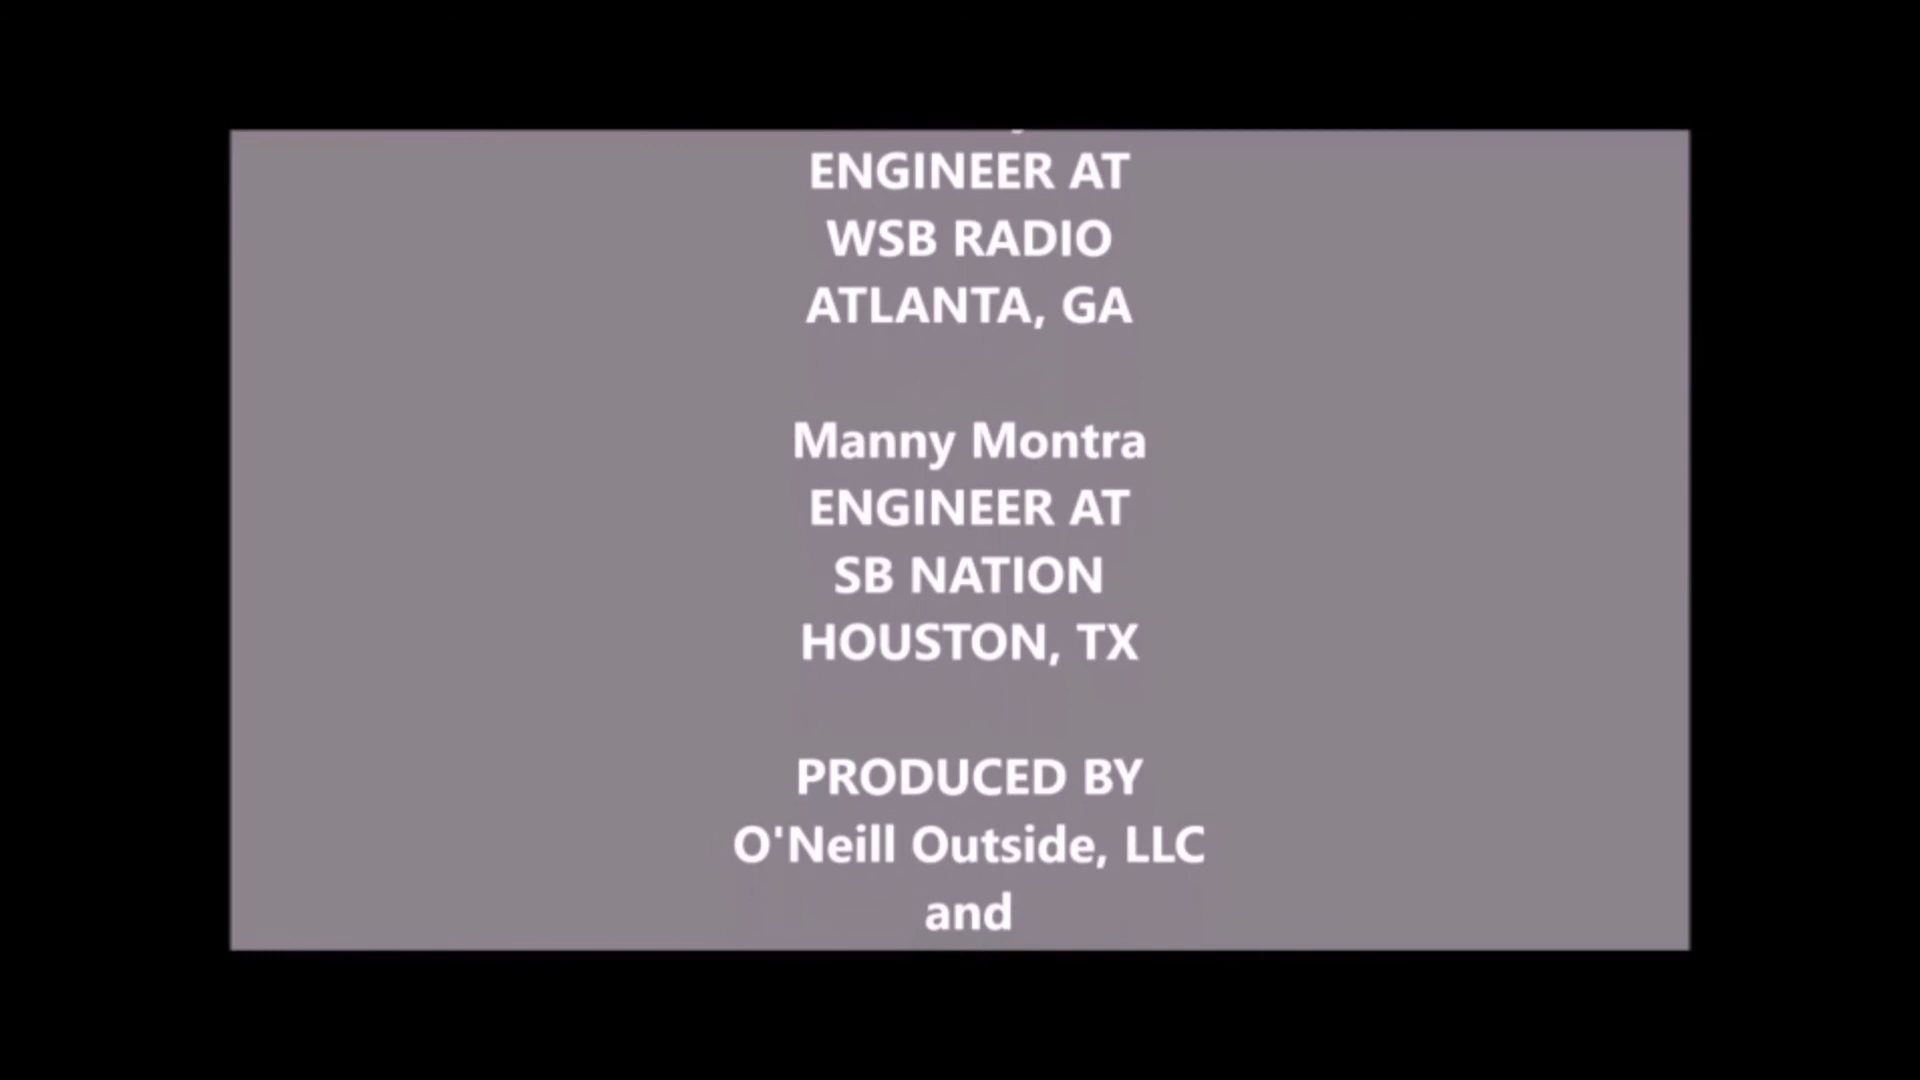 ENGINEER AT
WSB RADIO
ATLANTA, GA
Manny Montra
ENGINEER AT
SB NATION
HOUSTON, TX
PRODUCED BY
O'Neill Outside, LLC
and